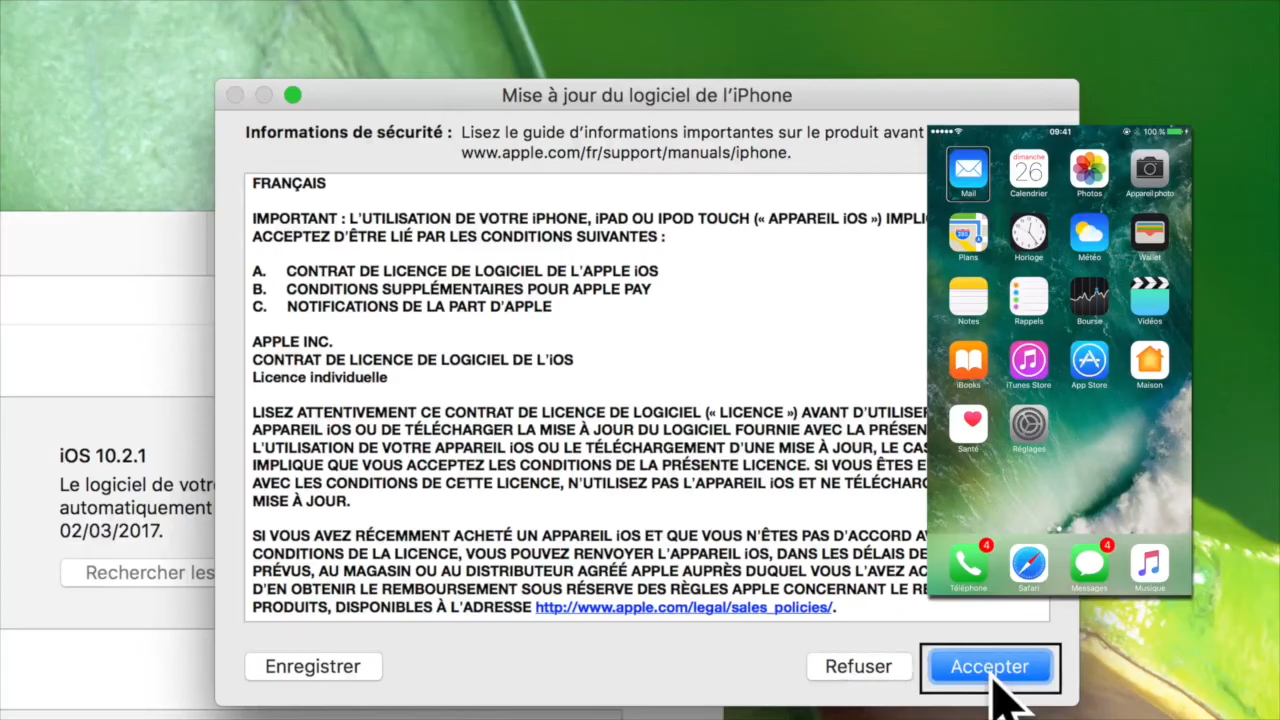 Mise à jour du logiciel de l’iPhone
Informations de sécurité : Lisez le guide d’informations importantes sur le produit avant
www.apple.com/fr/support/manuals/iphone.
FRANÇAIS
IMPORTANT : L’UTILISATION DE VOTRE iPHONE, iPAD OU IPOD TOUCH (« APPAREIL iOS ») IMPLI
ACCEPTEZ D’ÊTRE LIÉ PAR LES CONDITIONS SUIVANTES :
A. CONTRAT DE LICENCE DE LOGICIEL DE L’APPLE iOS
B. CONDITIONS SUPPLÉMENTAIRES POUR APPLE PAY
C. NOTIFICATIONS DE LA PART D’APPLE
APPLE INC.
CONTRAT DE LICENCE DE LOGICIEL DE L’iOS
Licence individuelle
LISEZ ATTENTIVEMENT CE CONTRAT DE LICENCE DE LOGICIEL (« LICENCE ») AVANT D’UTILISER
APPAREIL iOS OU DE TÉLÉCHARGER LA MISE À JOUR DU LOGICIEL FOURNIE AVEC LA PRÉSEN
L’UTILISATION DE VOTRE APPAREIL iOS OU LE TÉLÉCHARGEMENT D’UNE MISE À JOUR, LE CAS
IMPLIQUE QUE VOUS ACCEPTEZ LES CONDITIONS DE LA PRÉSENTE LICENCE. SI VOUS ÊTES E
AVEC LES CONDITIONS DE CETTE LICENCE, N’UTILISEZ PAS L’APPAREIL iOS ET NE TÉLÉCHARG
MISE À JOUR.
SI VOUS AVEZ RÉCEMMENT ACHETÉ UN APPAREIL iOS ET QUE VOUS N’ÊTES PAS D’ACCORD AV
CONDITIONS DE LA LICENCE, VOUS POUVEZ RENVOYER L’APPAREIL iOS, DANS LES DÉLAIS DE
PRÉVUS, AU MAGASIN OU AU DISTRIBUTEUR AGRÉÉ APPLE AUPRÈS DUQUEL VOUS L’AVEZ AC
D’EN OBTENIR LE REMBOURSEMENT SOUS RÉSERVE DES RÈGLES APPLE CONCERNANT LE RE
PRODUITS, DISPONIBLES À L’ADRESSE http://www.apple.com/legal/sales_policies/.
Enregistrer
Refuser
Accepter
iOS 10.2.1
Le logiciel de votr
automatiquement
02/03/2017.
Rechercher les
09:41
100 %
dimanche
26
Mail
Calendrier
Photos
Appareil photo
280
Plans
Horloge
Météo
Wallet
Notes
Rappels
Bourse
Vidéos
iBooks
iTunes Store
App Store
Maison
Santé
Réglages
4
4
Téléphone
Safari
Messages
Musique